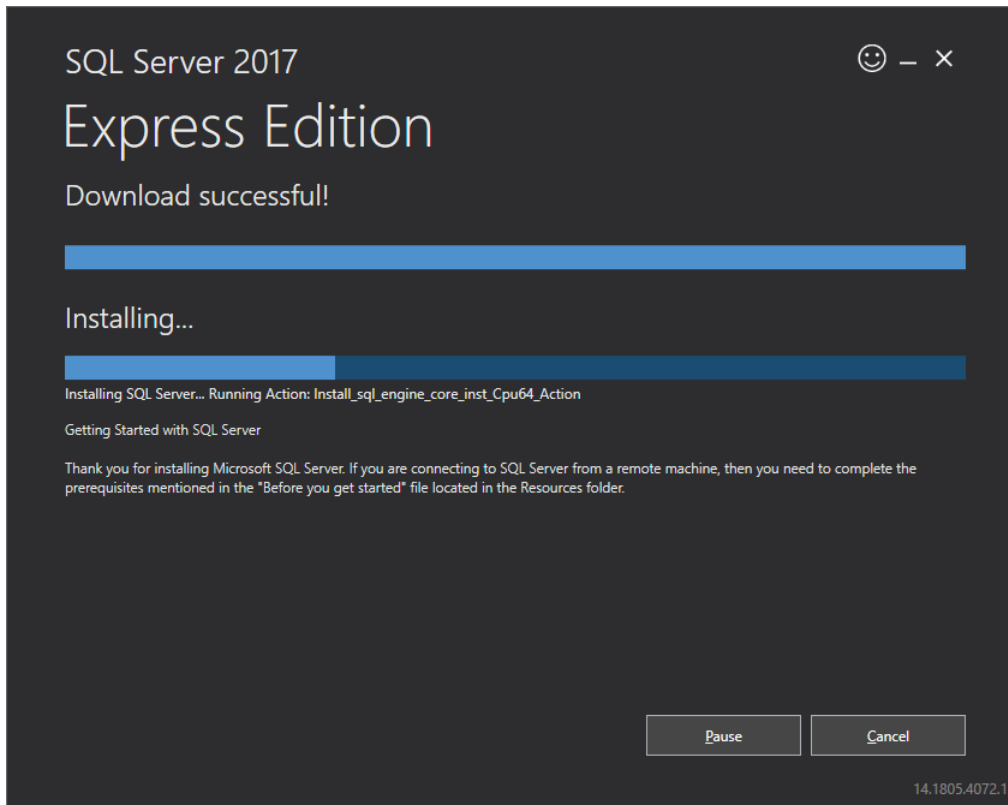 SQL Server 2017
Express Edition
Download successful!
Installing...
Installing SQL Server... Running Action: Install_sql_engine_core_inst_Cpu64_Action
Getting Started with SQL Server
Thank you for installing Microsoft SQL Server. If you are connecting to SQL Server from a remote machine, then you need to complete the
prerequisites mentioned in the "Before you get started" file located in the Resources folder.
Pause
Cancel
14.1805.4072.1